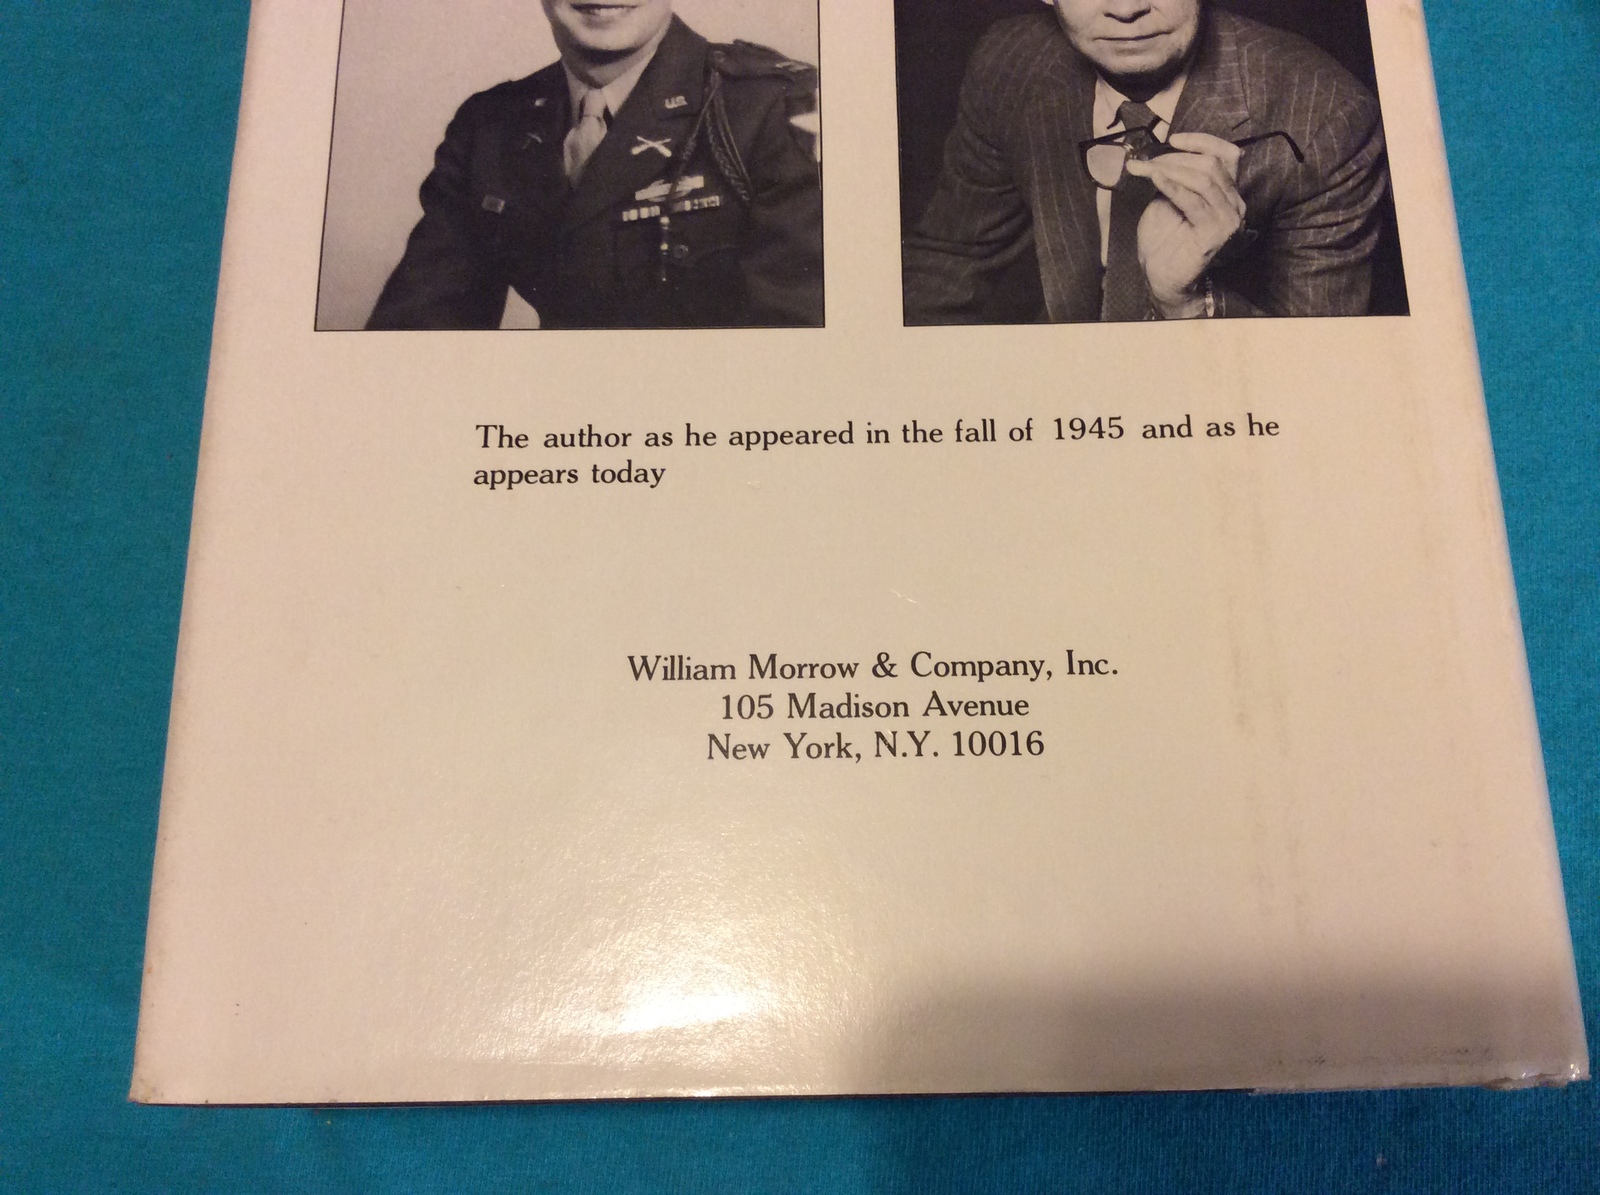 U.S.
The author as he appeared in the fall of 1945 and as he
appears today
William Morrow & Company, Inc.
105 Madison Avenue
New York, N.Y. 10016